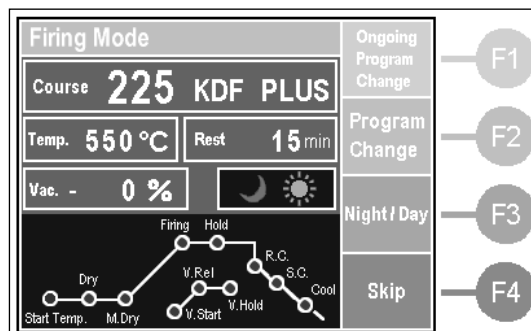 Firing Mode
Course 225 KDF PLUS
Temp. 550 °C Rest 15 min
Vac. - 0 %
Firing Hold
R.C.
Dry V.Rel S.C.
Cool
Start Temp. M.Dry V.Start V.Hold
Ongoing
Program
Change
F1
Program
Change
F2
Night / Day
F3
Skip
F4